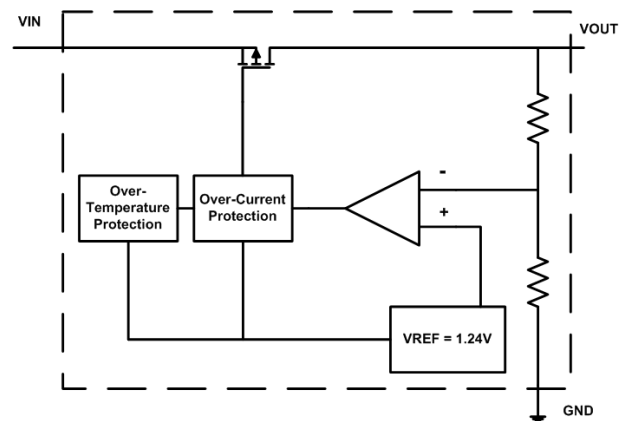 VIN
VOUT
Over-
Temperature
Protection
Over-Current
Protection
-
+
VREF = 1.24V
GND